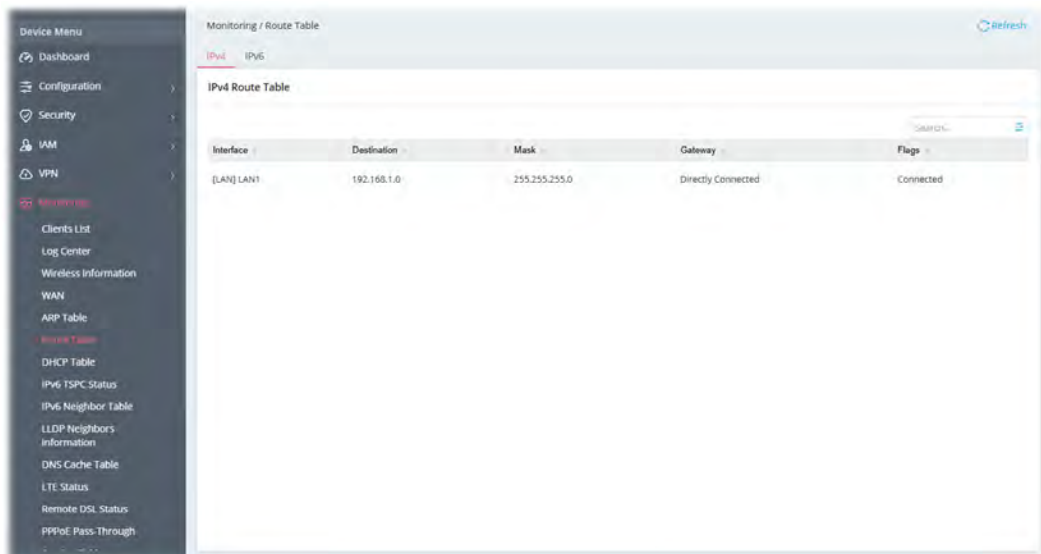 Device Menu
Dashboard
Configuration
Security
IAM
VPN
Monitoring
Clients List
Log Center
Wireless Information
WAN
ARP Table
Route Table
DHCP Table
IPv6 TSPC Status
IPv6 Neighbor Table
LLDP Neighbors
Information
DNS Cache Table
LTE Status
Remote DSL Status
PPPoE Pass-Through
Monitoring / Route Table
Refresh
IPv4 IPV6
IPv4 Route Table
Search...
Interface Destination Mask Gateway Flags
[LAN] LAN1 192.168.1.0 255.255.255.0 Directly Connected Connected